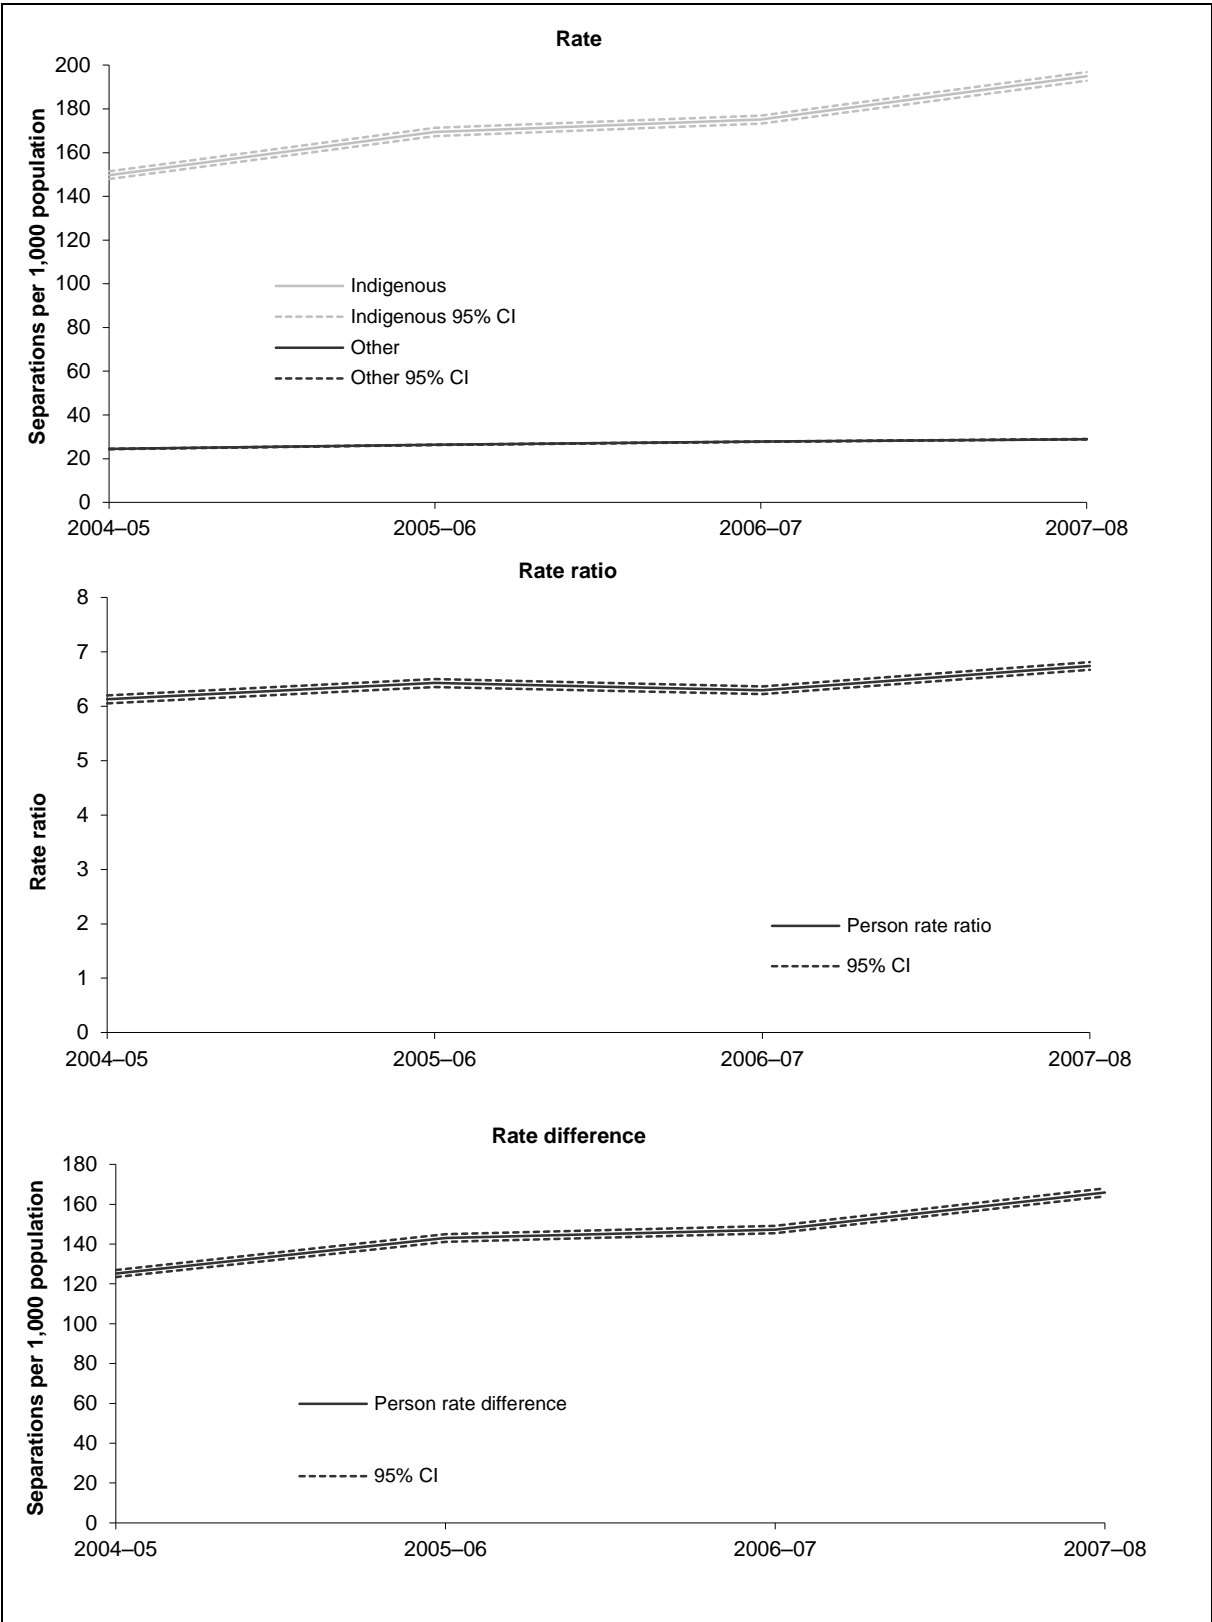 Rate
Separations per 1,000 population
200
180
160
140
120
100
80
60
40
20
0
Indigenous
Indigenous 95% CI
Other
Other 95% CI
2004–05 2005–06 2006–07 2007–08
Rate ratio
Rate ratio
8
7
6
5
4
3
2
1
0
Person rate ratio
95% CI
2004–05 2005–06 2006–07 2007–08
Rate difference
Separations per 1,000 population
180
160
140
120
100
80
60
40
20
0
Person rate difference
95% CI
2004–05 2005–06 2006–07 2007–08